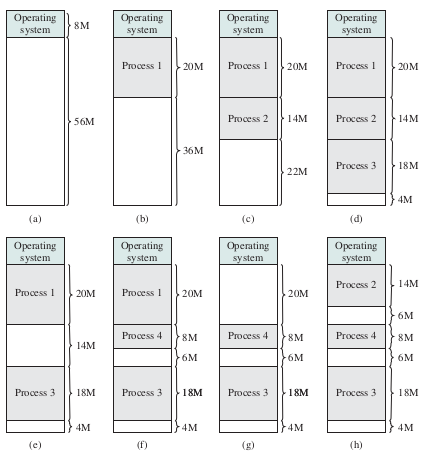 Operating
system
8M
56M
(a)
Operating
system
Process 1
20M
36M
(b)
Operating
system
Process 1
20M
Process 2
14M
22M
(c)
Operating
system
Process 1
20M
Process 2
14M
Process 3
18M
4M
(d)
Operating
system
Process 1
20M
14M
Process 3
18M
4M
(e)
Operating
system
Process 1
20M
Process 4
8M
6M
Process 3
18M
4M
(f)
Operating
system
20M
Process 4
8M
6M
Process 3
18M
4M
(g)
Operating
system
Process 2
14M
6M
Process 4
8M
6M
Process 3
18M
4M
(h)